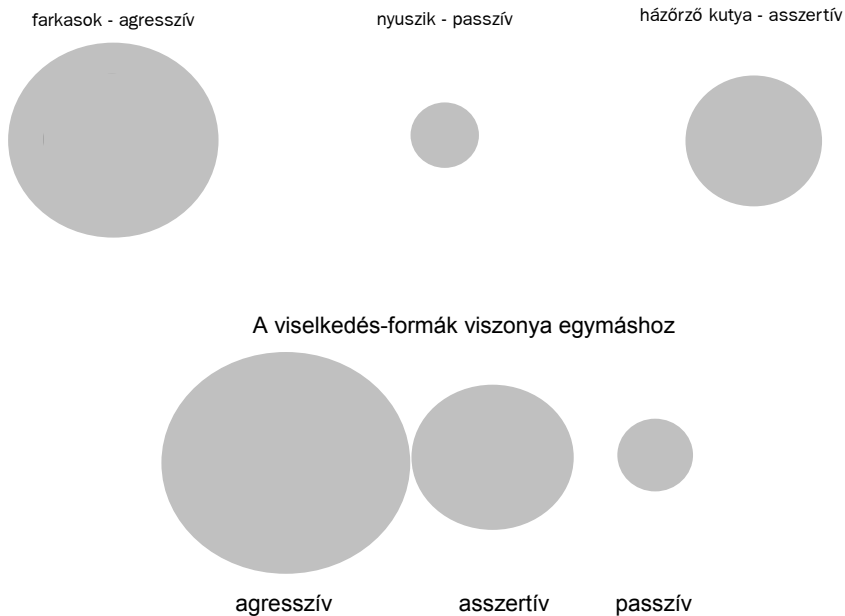 farkasok - agresszív
nyuszik - passzív
házőrző kutya - asszertív
A viselkedés-formák viszonya egymáshoz
agresszív
asszertív
passzív